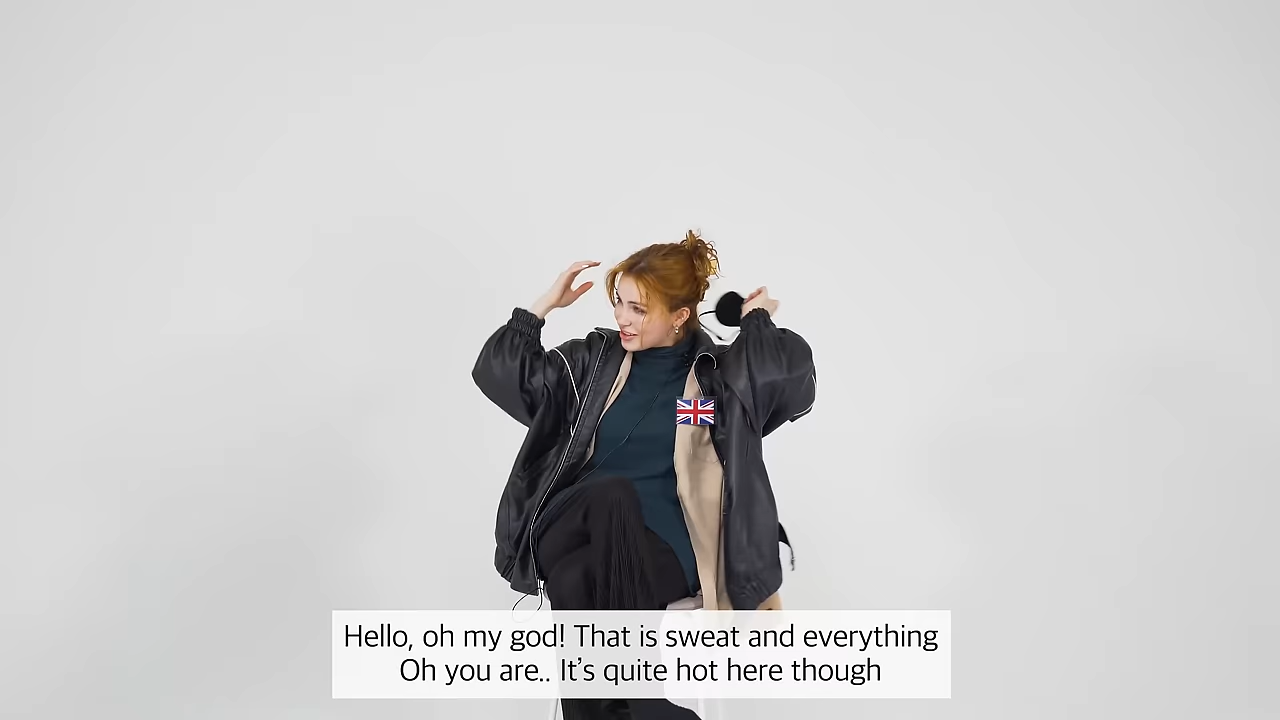 Hello, oh my god! That is sweat and everything
Oh you are.. It’s quite hot here though